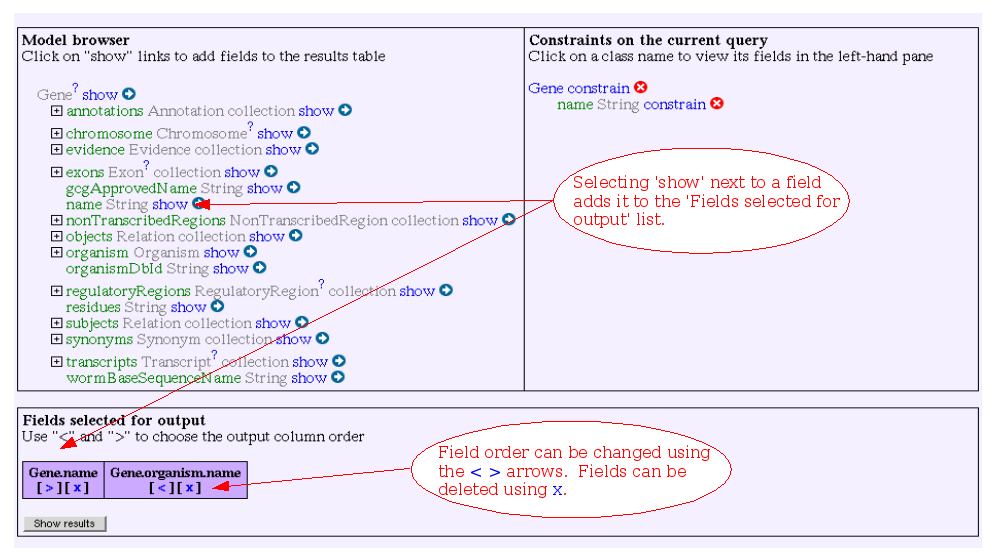 Model browser
Click on "show" links to add fields to the results table
Gene? show
annotations Annotation collection show
chromosome Chromosome? show
evidence Evidence collection show
exons Exon? collection show
gcgApprovedName String show
name String show
nonTranscribedRegions NonTranscribedRegion collection show
objects Relation collection show
organism Organism show
organismDbId String show
regulatoryRegions RegulatoryRegion? collection show
residues String show
subjects Relation collection show
synonyms Synonym collection show
transcripts Transcript? collection show
wormBaseSequenceName String show
Constraints on the current query
Click on a class name to view its fields in the left-hand pane
Gene constrain
name String constrain
Selecting 'show' next to a field
adds it to the 'Fields selected for
output' list.
Fields selected for output
Use "<" and ">" to choose the output column order
Gene.name Gene.organism.name
[ > ][ x ] [ < ][ x ]
Field order can be changed using
the < > arrows. Fields can be
deleted using x.
Show results